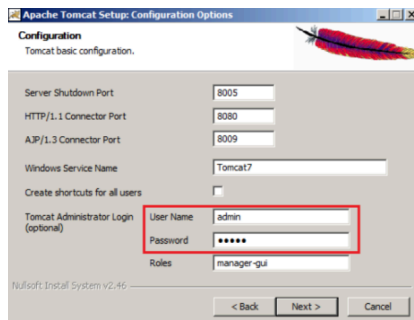 Apache Tomcat Setup: Configuration Options
Configuration
Tomcat basic configuration.
Server Shutdown Port 8005
HTTP/1.1 Connector Port 8080
AJP/1.3 Connector Port 8009
Windows Service Name Tomcat7
Create shortcuts for all users
Tomcat Administrator Login (optional)
User Name admin
Password •••••
Roles manager-gui
Nullsoft Install System v2.46
< Back Next > Cancel